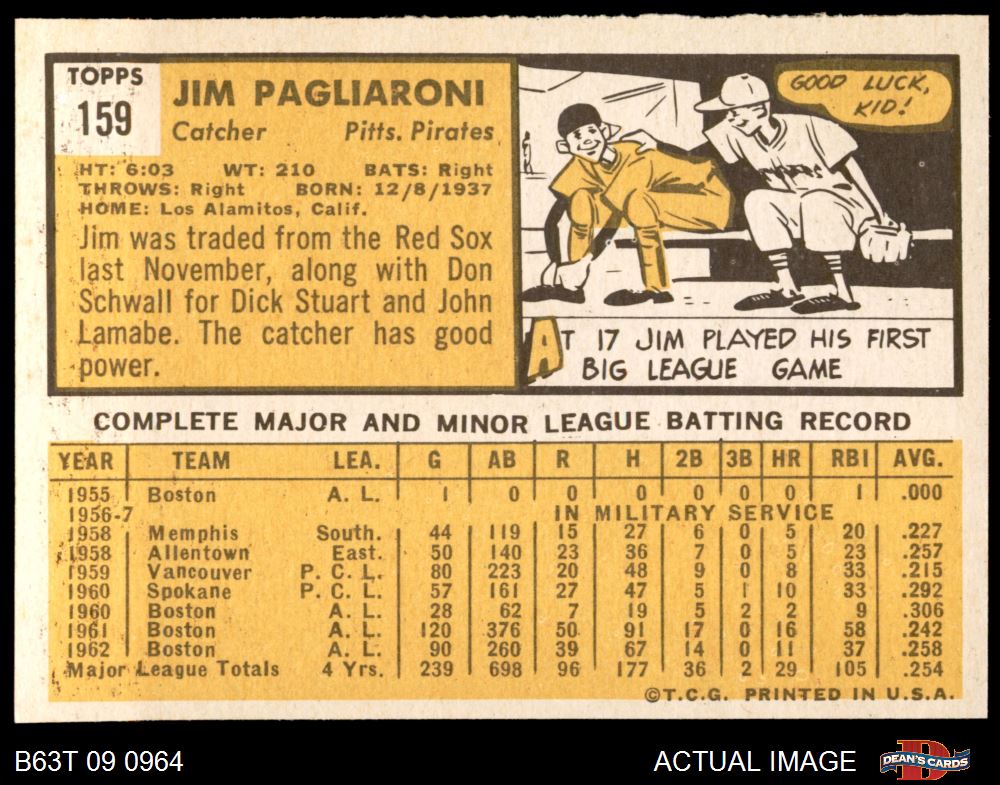 TOPPS
159
JIM PAGLIARONI
Catcher Pitts. Pirates
HT: 6:03 WT: 210 BATS: Right
THROWS: Right BORN: 12/8/1937
HOME: Los Alamitos, Calif.
Jim was traded from the Red Sox
last November, along with Don
Schwall for Dick Stuart and John
Lamabe. The catcher has good
power.
GOOD LUCK,
KID!
AT 17 JIM PLAYED HIS FIRST
BIG LEAGUE GAME
COMPLETE MAJOR AND MINOR LEAGUE BATTING RECORD
YEAR TEAM LEA. G AB R H 2B 3B HR RBI AVG.
1955 Boston A. L. 1 0 0 0 0 0 0 1 .000
1956-7 IN MILITARY SERVICE
1958 Memphis South. 44 119 15 27 6 0 5 20 .227
1958 Allentown East. 50 140 23 36 7 0 5 23 .257
1959 Vancouver P. C. L. 80 223 20 48 9 0 8 33 .215
1960 Spokane P. C. L. 57 161 27 47 5 1 10 33 .292
1960 Boston A. L. 28 62 7 19 5 2 2 9 .306
1961 Boston A. L. 120 376 50 91 17 0 16 58 .242
1962 Boston A. L. 90 260 39 67 14 0 11 37 .258
Major League Totals 4 Yrs. 239 698 96 177 36 2 29 105 .254
©T.C.G. PRINTED IN U.S.A.
B63T 09 0964
ACTUAL IMAGE
D
DEAN'S CARDS